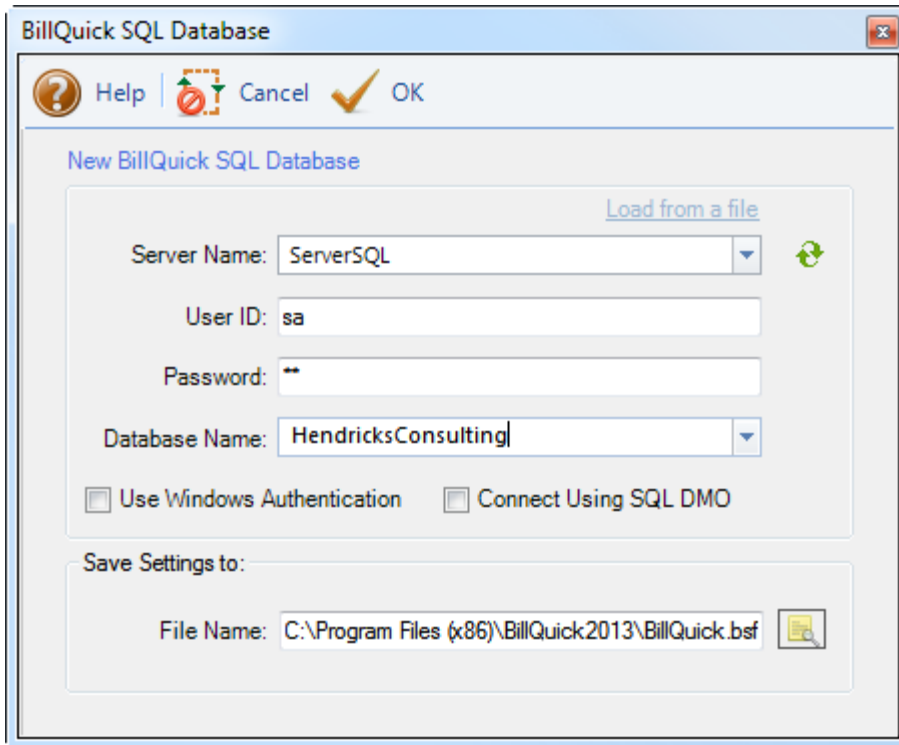 BillQuick SQL Database
Help Cancel OK
New BillQuick SQL Database
Load from a file
Server Name: ServerSQL
User ID: sa
Password: **
Database Name: HendricksConsulting
Use Windows Authentication Connect Using SQL DMO
Save Settings to:
File Name: C:\Program Files (x86)\BillQuick2013\BillQuick.bsf